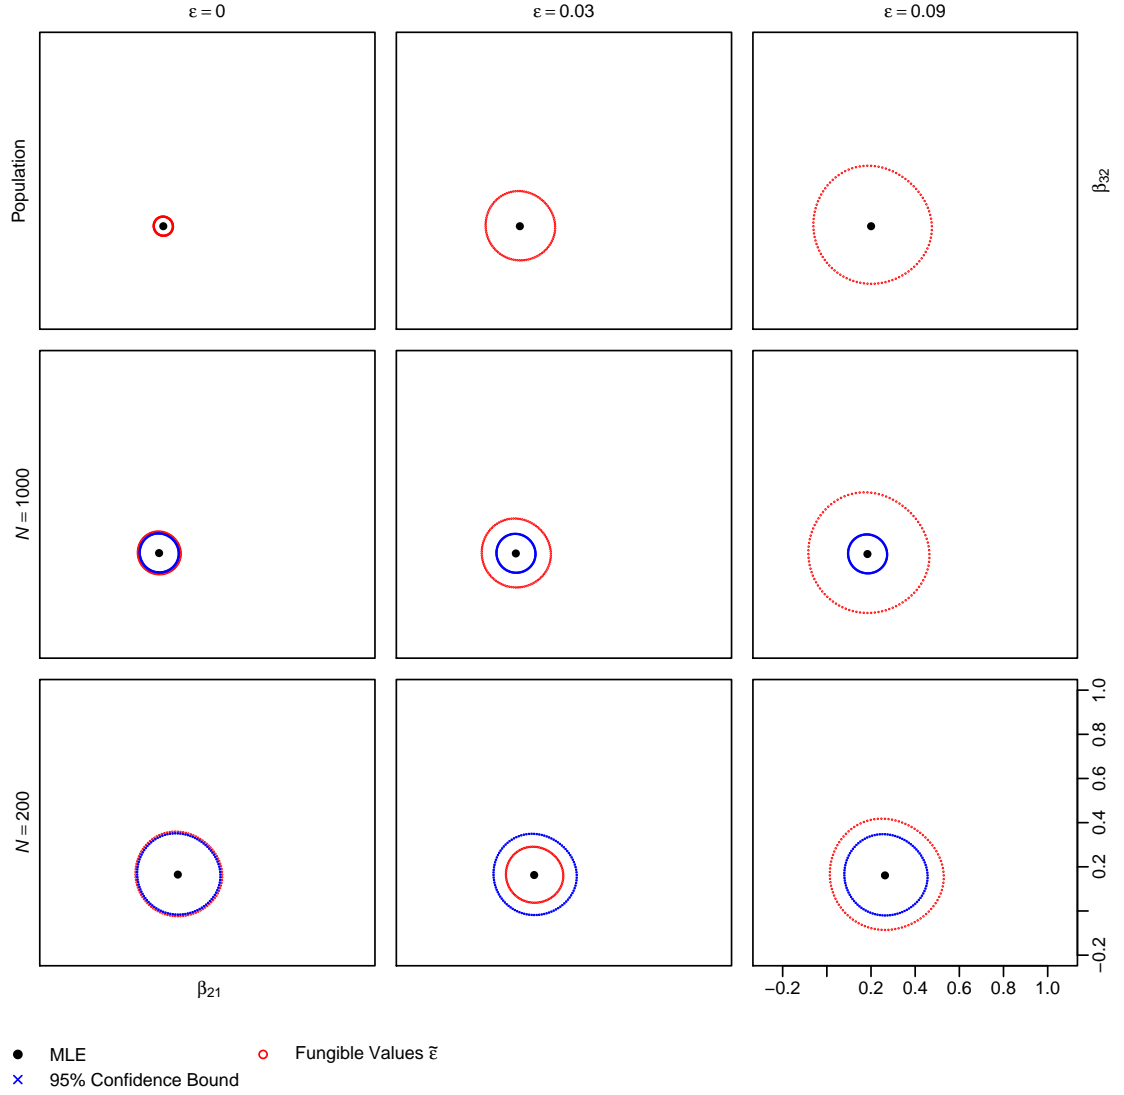 ε = 0
ε = 0.03
ε = 0.09
Population
β32
N = 1000
N = 200
1.0
0.8
0.6
0.4
0.2
−0.2
−0.2
0.2
0.4
0.6
0.8
1.0
β21
MLE
Fungible Values ε̃
95% Confidence Bound